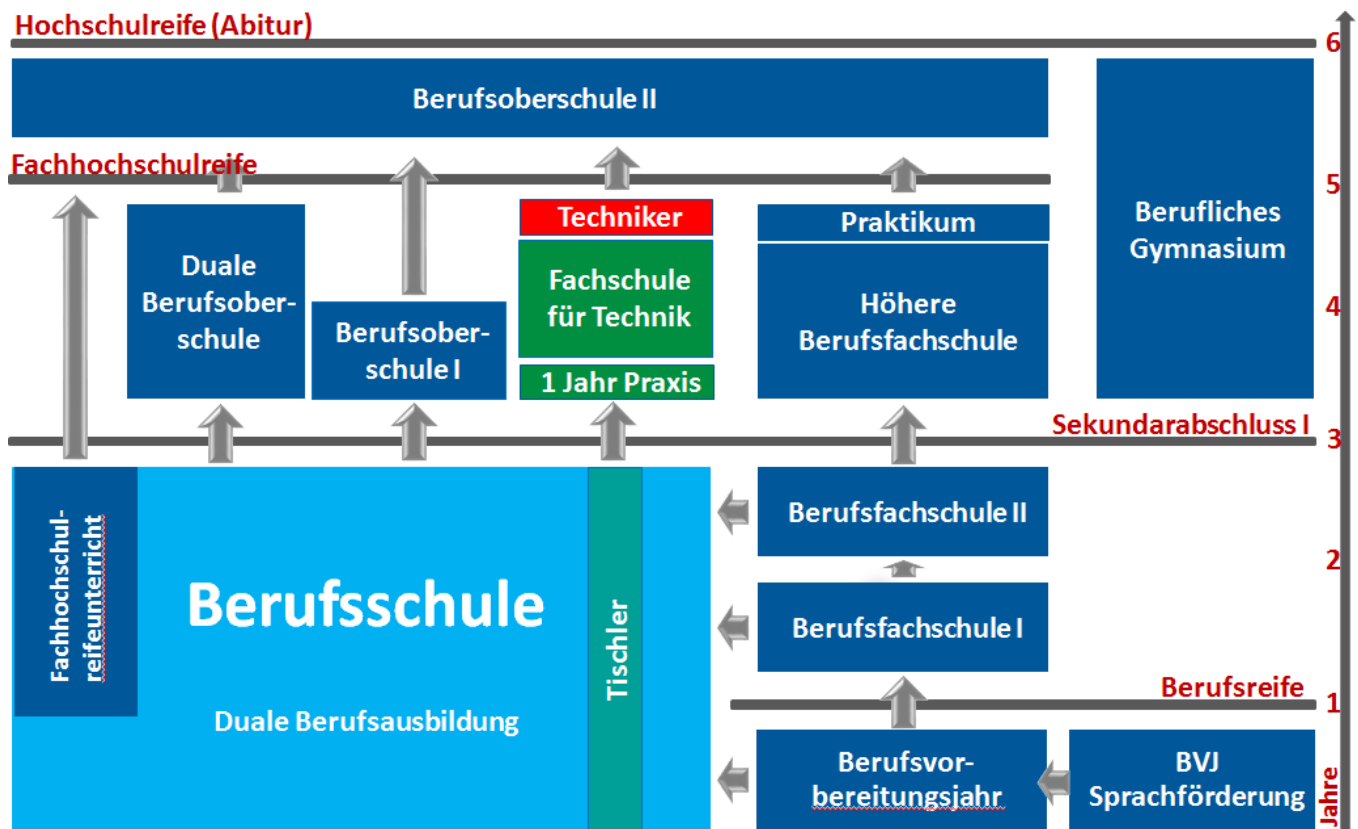 Hochschulreife (Abitur)
6
Berufsoberschule II
Fachhochschulreife
5
Techniker
Praktikum
Berufliches
Gymnasium
Duale
Berufsober-
schule
Fachschule
für Technik
Höhere
Berufsfachschule
4
Berufsober-
schule I
1 Jahr Praxis
Sekundarabschluss I
3
Fachhochschul-
reifeunterricht
Berufsschule
Duale Berufsausbildung
Tischler
Berufsfachschule II
2
Berufsfachschule I
Berufsreife
1
Berufsvor-
bereitungsjahr
BVJ
Sprachförderung
Jahre